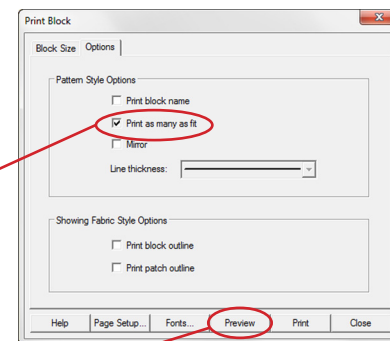 Print Block
Block Size Options
Pattern Style Options
Print block name
Print as many as fit
Mirror
Line thickness:
Showing Fabric Style Options
Print block outline
Print patch outline
Help Page Setup... Fonts... Preview Print Close